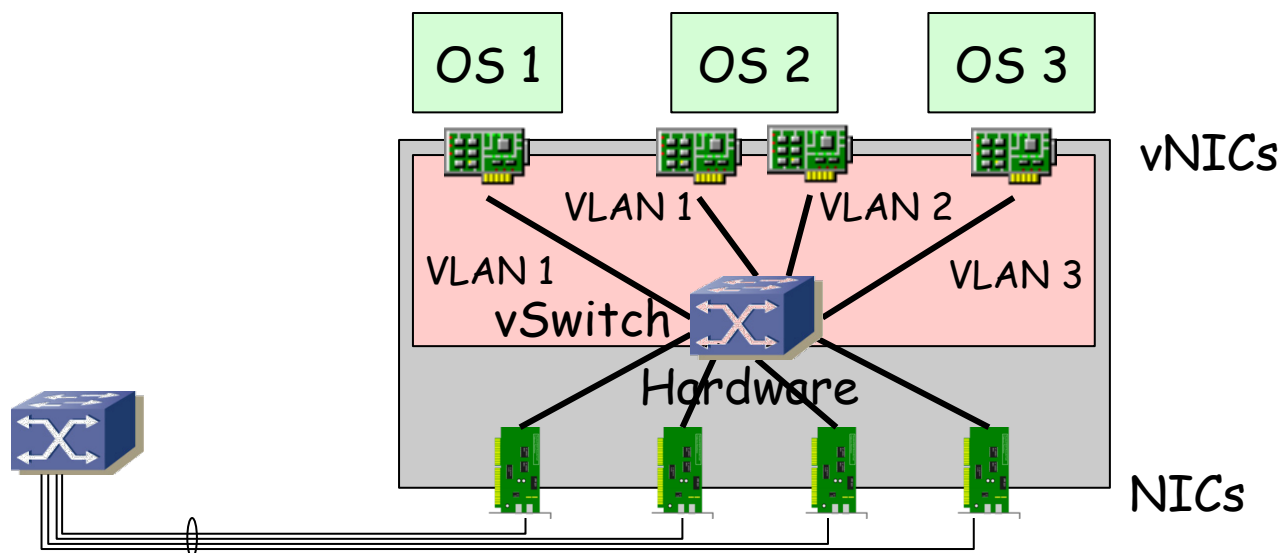 OS 1
OS 2
OS 3
vNICs
VLAN 1
VLAN 2
VLAN 1
VLAN 3
vSwitch
Hardware
NICs